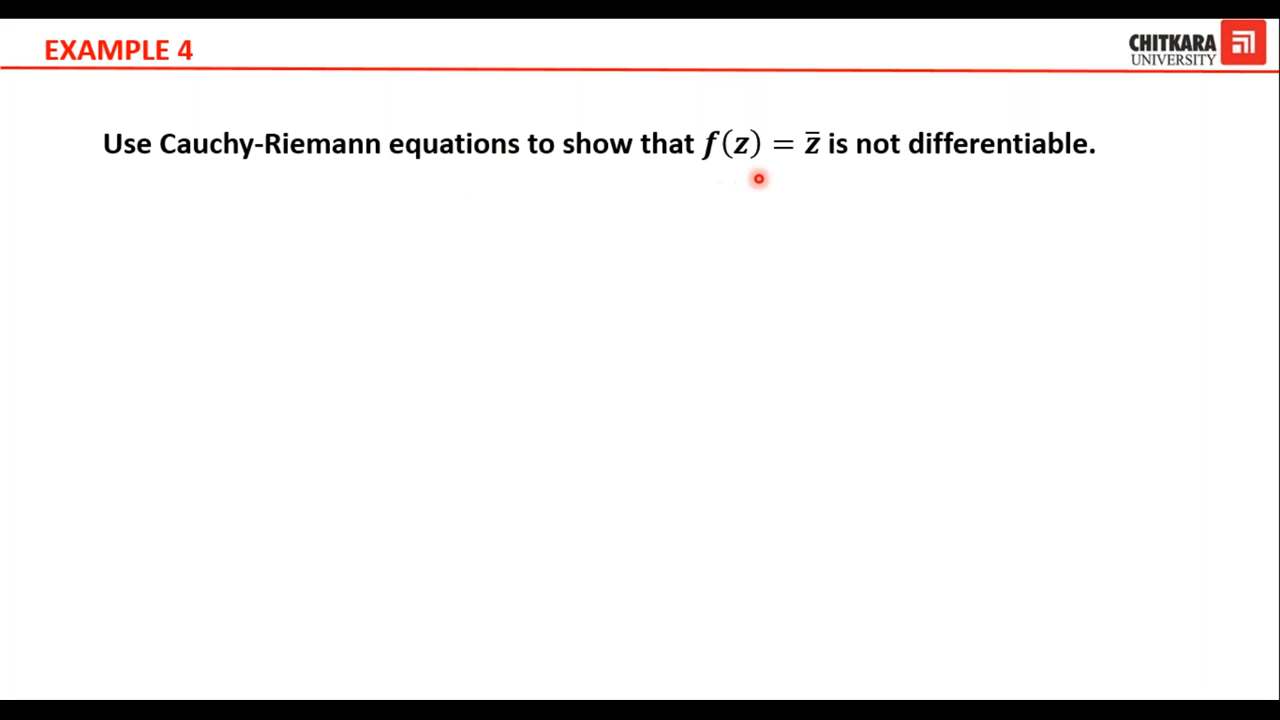 EXAMPLE 4
CHITKARA
UNIVERSITY
Use Cauchy-Riemann equations to show that f(z) = z̄ is not differentiable.